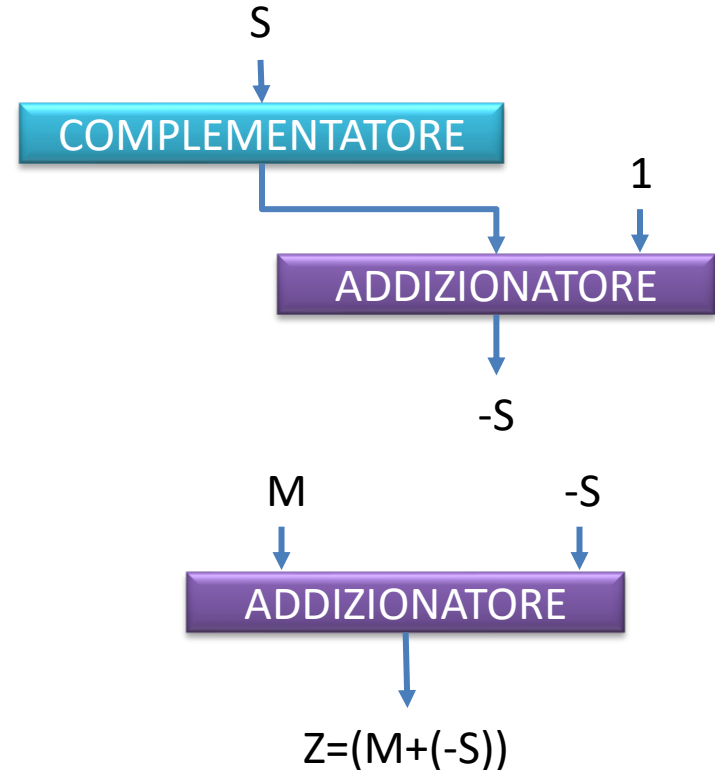 S
COMPLEMENTATORE
1
ADDIZIONATORE
-S
M -S
ADDIZIONATORE
Z=(M+(-S))